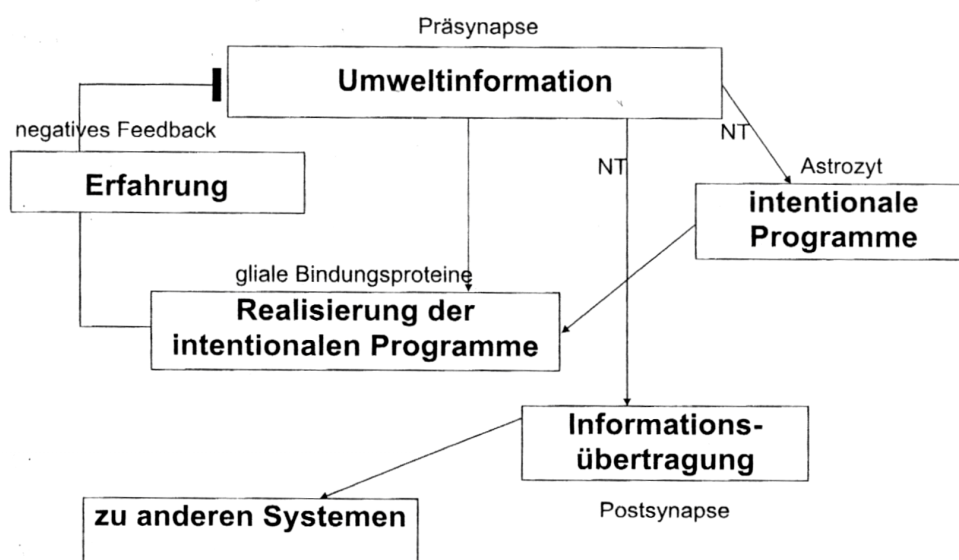 Präsynapse
Umweltinformation
negatives Feedback
NT
NT
Erfahrung
Astrozyt
intentionale
Programme
gliale Bindungsproteine
Realisierung der
intentionalen Programme
Informations-
übertragung
Postsynapse
zu anderen Systemen